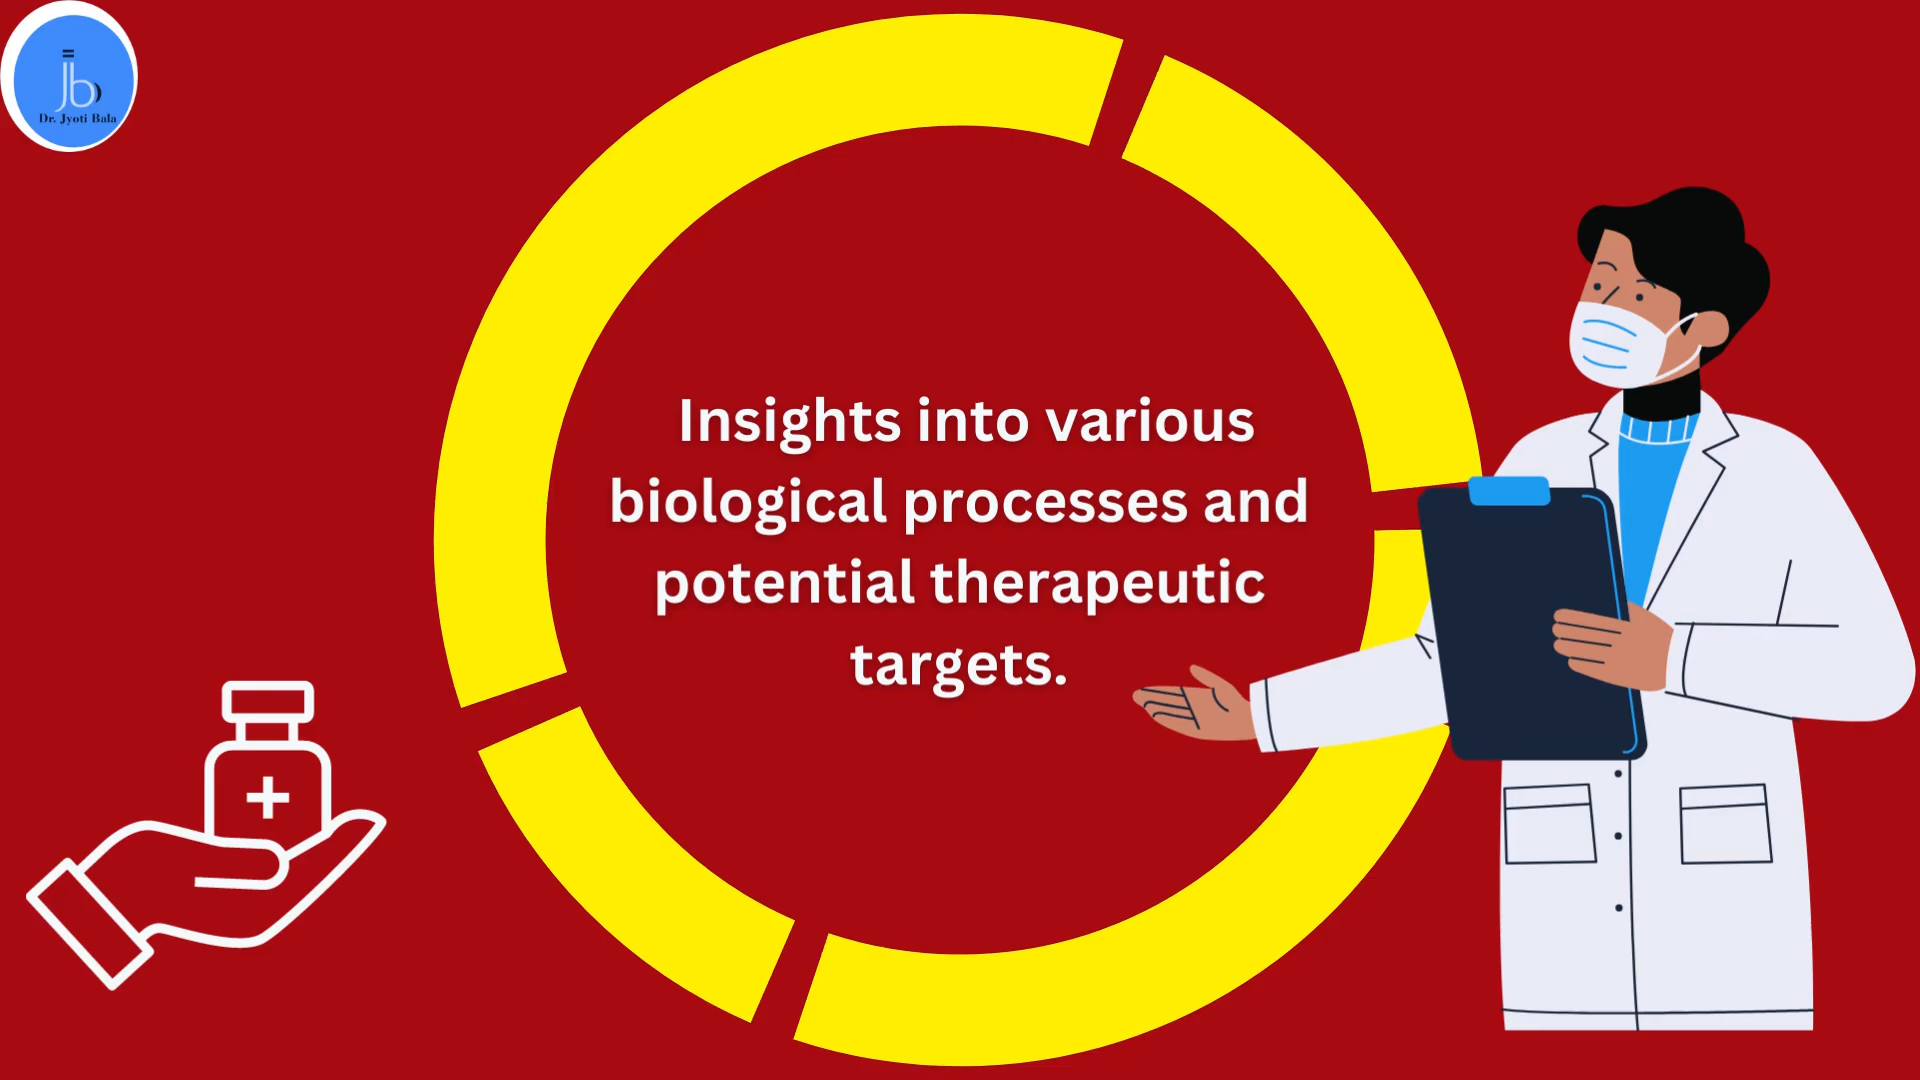 Dr. Jyoti Bala
Insights into various
biological processes and
potential therapeutic
targets.